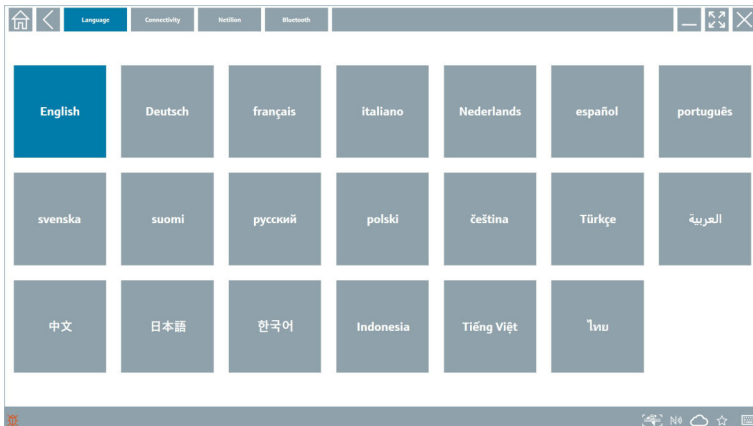 Language
Connectivity
Netilion
Bluetooth
English
Deutsch
français
italiano
Nederlands
español
português
svenska
suomi
русский
polski
čeština
Türkçe
العربية
中文
日本語
한국어
Indonesia
Tiếng Việt
ไทย